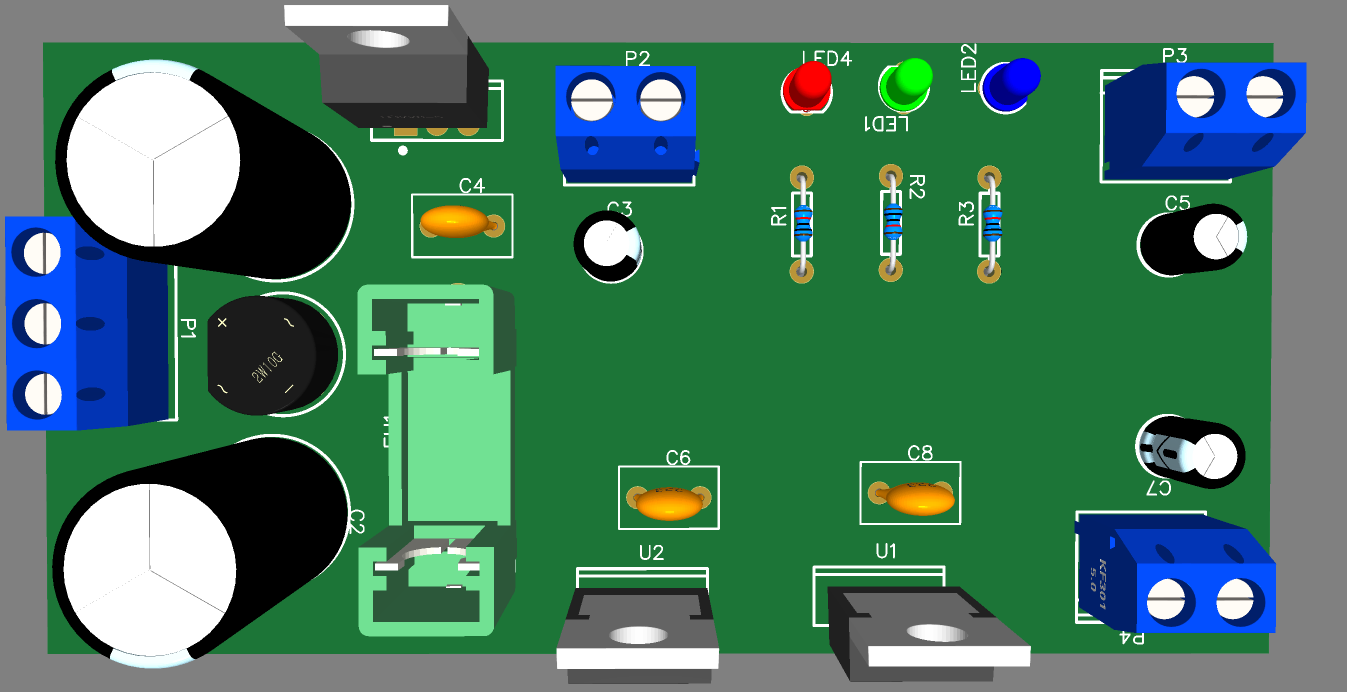 P2
LED4
LED2
P3
LED1
C4
R1
R2
R3
C3
C5
P1
+
~
2W10G
~
−
C6
C8
C7
C2
U2
U1
KF301
5.0
P4